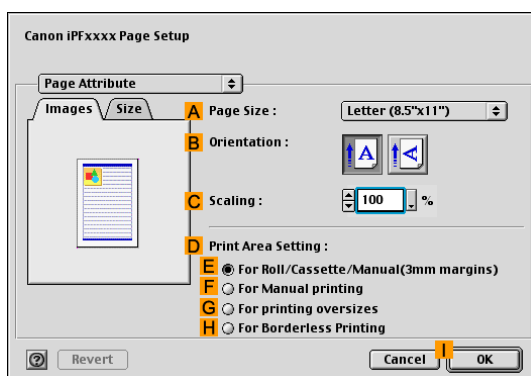 Canon iPFxxxx Page Setup
Page Attribute
Images Size
A Page Size : Letter (8.5"x11")
B Orientation :
A A
C Scaling : 100 %
D Print Area Setting :
E For Roll/Cassette/Manual(3mm margins)
F For Manual printing
G For printing oversizes
H For Borderless Printing
? Revert Cancel I OK